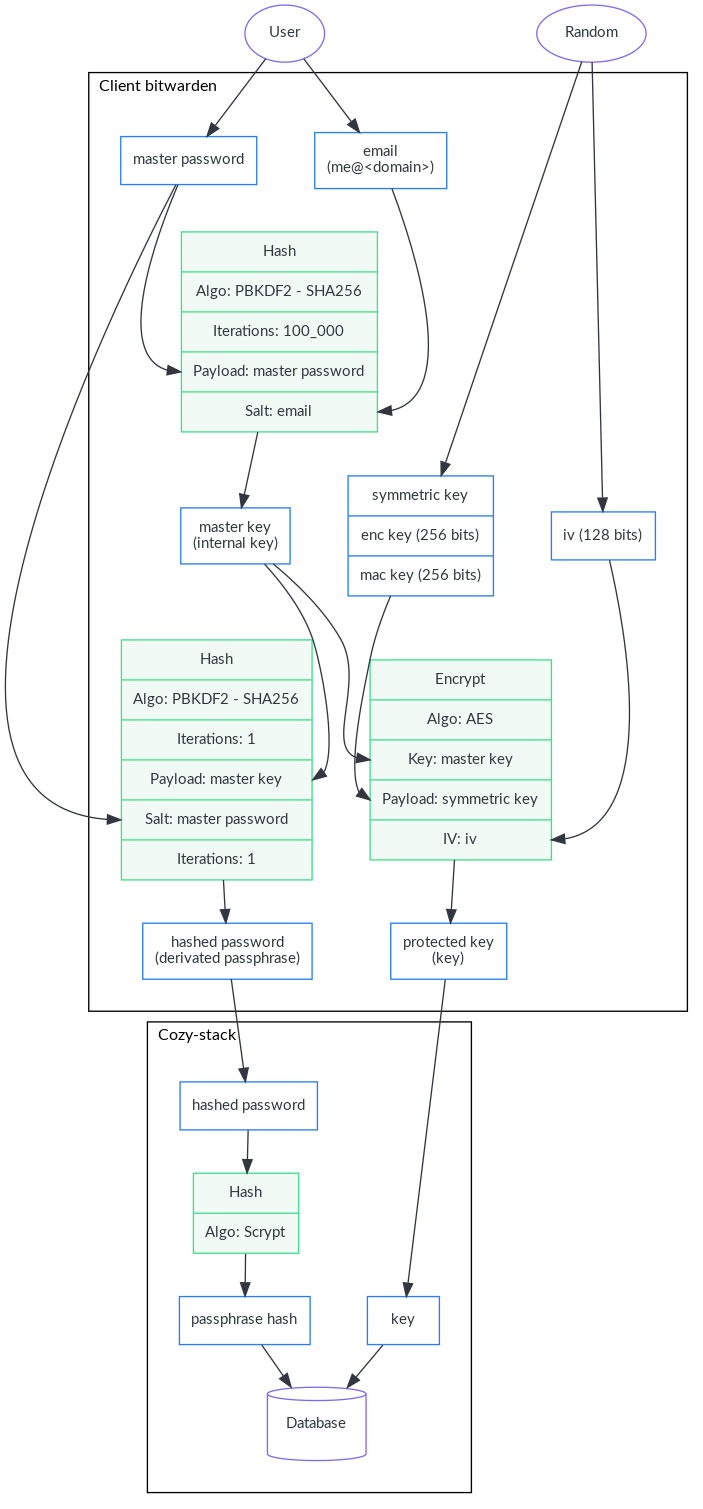 User
Random
Client bitwarden
master password
email
(me@<domain>)
Hash
Algo: PBKDF2 - SHA256
Iterations: 100_000
Payload: master password
Salt: email
symmetric key
enc key (256 bits)
mac key (256 bits)
master key
(internal key)
iv (128 bits)
Hash
Algo: PBKDF2 - SHA256
Iterations: 1
Payload: master key
Salt: master password
Iterations: 1
Encrypt
Algo: AES
Key: master key
Payload: symmetric key
IV: iv
hashed password
(derivated passphrase)
protected key
(key)
Cozy-stack
hashed password
Hash
Algo: Scrypt
passphrase hash
key
Database